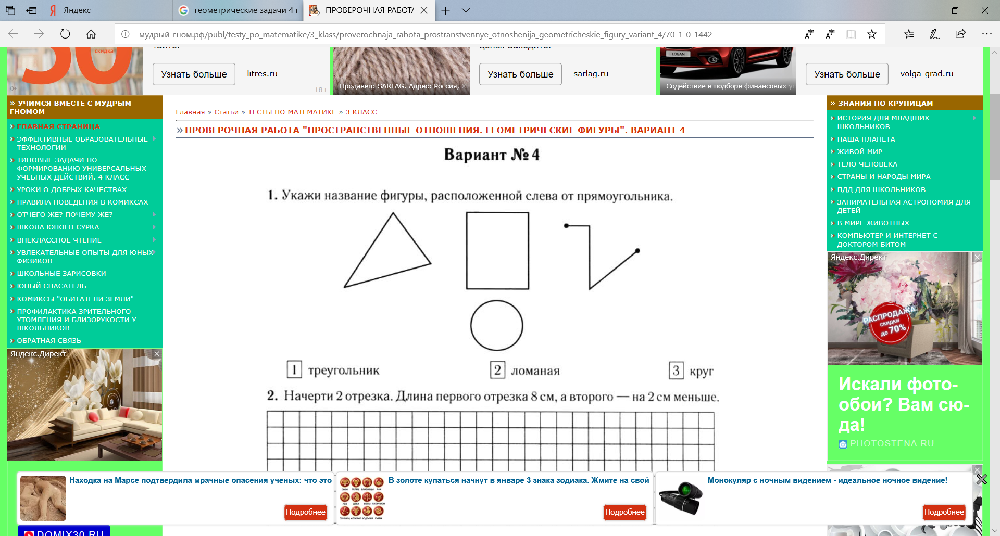 Яндекс
геометрические задачи 4 к
ПРОВЕРОЧНАЯ РАБОТА
мудрый-гном.рф/publ/testy_po_matematike/3_klass/proverochnaja_rabota_prostranstvennye_otnoshenija_geometricheskie_figury_variant_4/70-1-0-1442
скидка
0+
Узнать больше
litres.ru
18+
Продавец: SARLAG. Адрес: Россия, Х
Узнать больше
sarlag.ru
LOGAN
Содействие в подборе финансовых ус
Узнать больше
volga-grad.ru
» УЧИМСЯ ВМЕСТЕ С МУДРЫМ
ГНОМОМ
ГЛАВНАЯ СТРАНИЦА
ЭФФЕКТИВНЫЕ ОБРАЗОВАТЕЛЬНЫЕ
ТЕХНОЛОГИИ
ТИПОВЫЕ ЗАДАЧИ ПО
ФОРМИРОВАНИЮ УНИВЕРСАЛЬНЫХ
УЧЕБНЫХ ДЕЙСТВИЙ. 4 КЛАСС
УРОКИ О ДОБРЫХ КАЧЕСТВАХ
ПРАВИЛА ПОВЕДЕНИЯ В КОМИКСАХ
ОТЧЕГО ЖЕ? ПОЧЕМУ ЖЕ?
ШКОЛА ЮНОГО СУРКА
ВНЕКЛАССНОЕ ЧТЕНИЕ
УВЛЕКАТЕЛЬНЫЕ ОПЫТЫ ДЛЯ ЮНЫХ
ФИЗИКОВ
ШКОЛЬНЫЕ ЗАРИСОВКИ
ЮНЫЙ СПАСАТЕЛЬ
КОМИКСЫ "ОБИТАТЕЛИ ЗЕМЛИ"
ПРОФИЛАКТИКА ЗРИТЕЛЬНОГО
УТОМЛЕНИЯ И БЛИЗОРУКОСТИ У
ШКОЛЬНИКОВ
ОБРАТНАЯ СВЯЗЬ
Яндекс.Директ
DOMIX30.RU
Главная » Статьи » ТЕСТЫ ПО МАТЕМАТИКЕ » 3 КЛАСС
» ПРОВЕРОЧНАЯ РАБОТА "ПРОСТРАНСТВЕННЫЕ ОТНОШЕНИЯ. ГЕОМЕТРИЧЕСКИЕ ФИГУРЫ". ВАРИАНТ 4
Вариант № 4
1. Укажи название фигуры, расположенной слева от прямоугольника.
1 треугольник
2 ломаная
3 круг
2. Начерти 2 отрезка. Длина первого отрезка 8 см, а второго — на 2 см меньше.
» ЗНАНИЯ ПО КРУПИЦАМ
ИСТОРИЯ ДЛЯ МЛАДШИХ
ШКОЛЬНИКОВ
НАША ПЛАНЕТА
ЖИВОЙ МИР
ТЕЛО ЧЕЛОВЕКА
СТРАНЫ И НАРОДЫ МИРА
ПДД ДЛЯ ШКОЛЬНИКОВ
ЗАНИМАТЕЛЬНАЯ АСТРОНОМИЯ ДЛЯ
ДЕТЕЙ
В МИРЕ ЖИВОТНЫХ
КОМПЬЮТЕР И ИНТЕРНЕТ С
ДОКТОРОМ БИТОМ
Яндекс.Директ
РАСПРОДАЖА
СКИДКИ
до 70%
Искали фото-
обои? Вам сю-
да!
PHOTOSTENA.RU
Находка на Марсе подтвердила мрачные опасения ученых: что это
Подробнее
В золоте купаться начнут в январе 3 знака зодиака. Жмите на свой
Подробнее
Монокуляр с ночным видением - идеальное ночное видение!
Подробнее